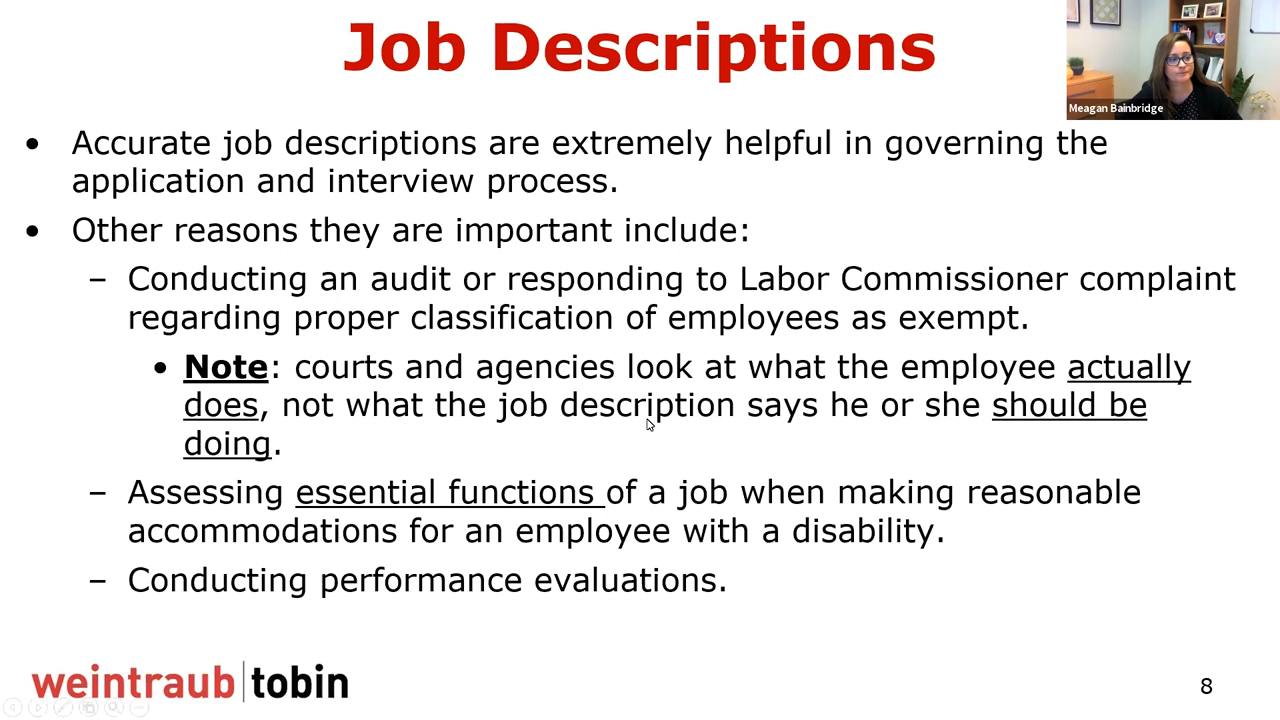 Job Descriptions
Meagan Bainbridge
• Accurate job descriptions are extremely helpful in governing the
application and interview process.
• Other reasons they are important include:
– Conducting an audit or responding to Labor Commissioner complaint
regarding proper classification of employees as exempt.
• Note: courts and agencies look at what the employee actually
does, not what the job description says he or she should be
doing.
– Assessing essential functions of a job when making reasonable
accommodations for an employee with a disability.
– Conducting performance evaluations.
weintraub|tobin
8